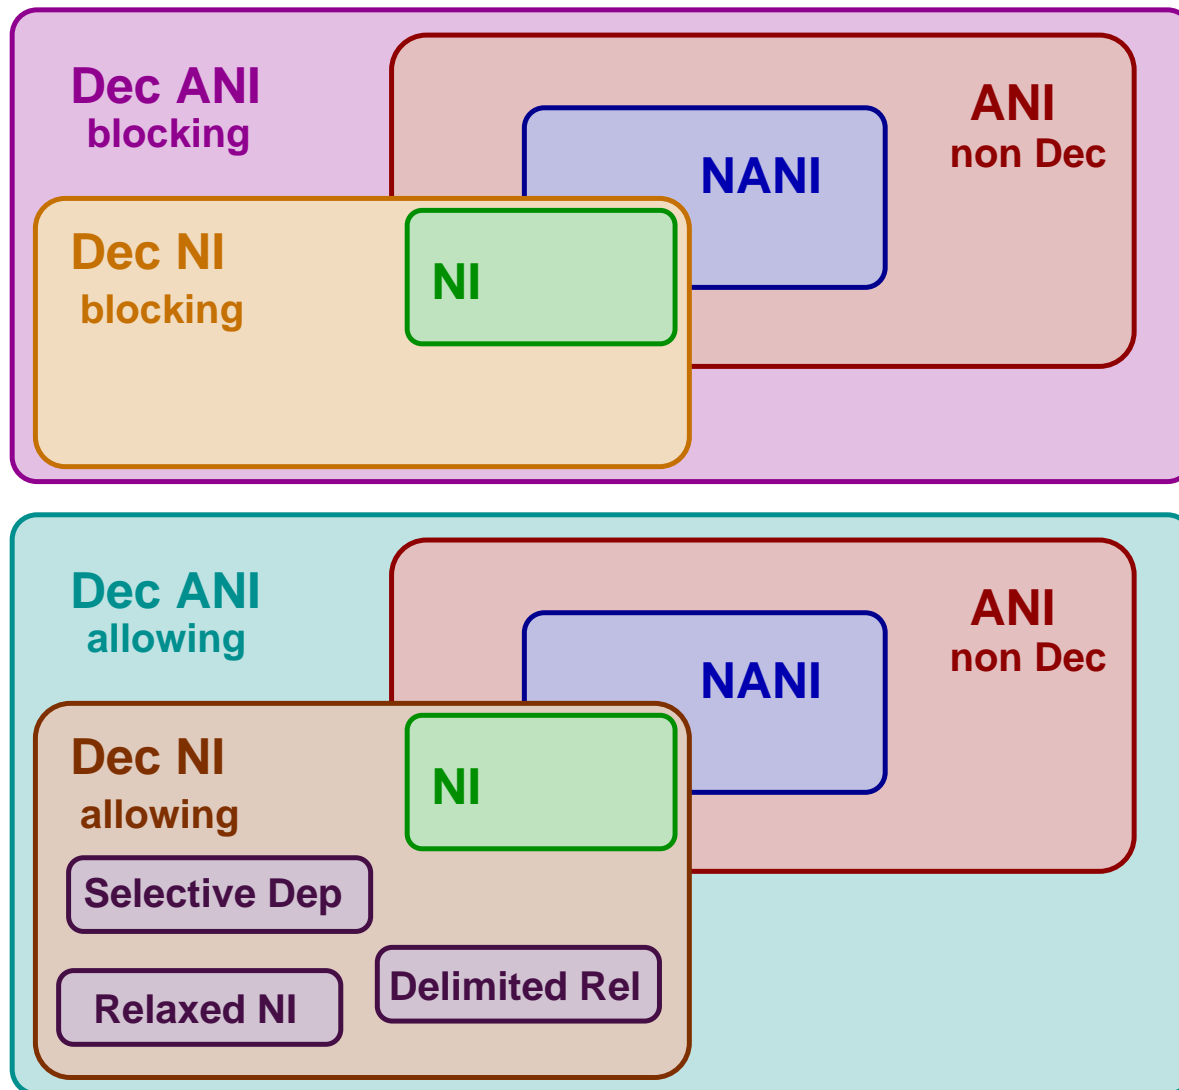 Dec ANI
blocking
ANI
non Dec
NANI
Dec NI
blocking
NI
Dec ANI
allowing
ANI
non Dec
NANI
Dec NI
allowing
NI
Selective Dep
Delimited Rel
Relaxed NI